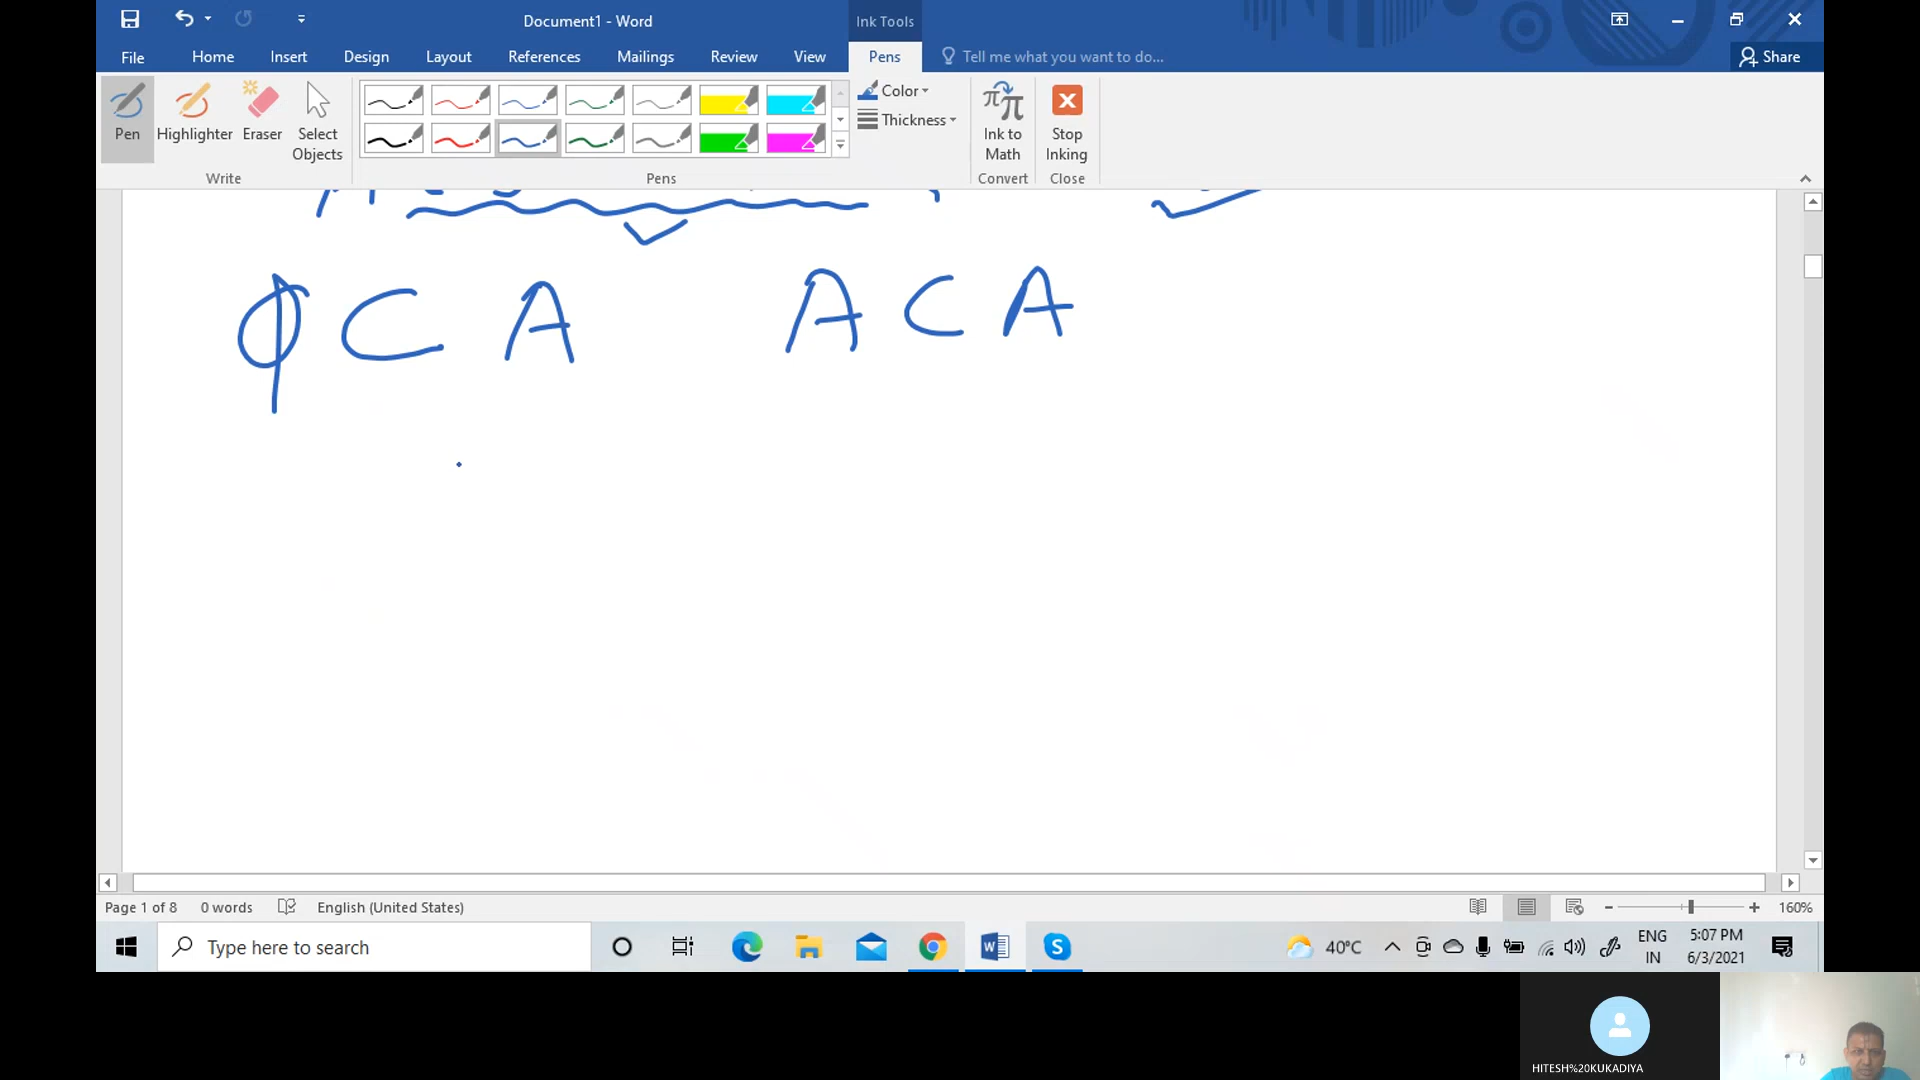 Document1 - Word
Ink Tools
File Home Insert Design Layout References Mailings Review View Pens Tell me what you want to do... Share
Pen Highlighter Eraser Select Objects
Color
Thickness
Ink to Math
Stop Inking
Write Pens Convert Close
ϕ C A A C A
Page 1 of 8 0 words English (United States) 160%
Type here to search
40°C ENG IN 5:07 PM 6/3/2021
HITESH%20KUKADIYA